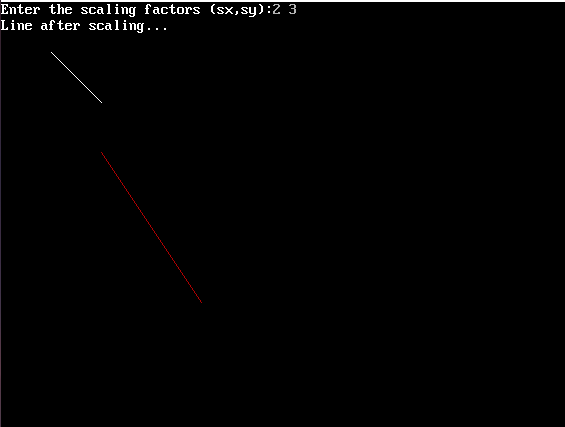 Enter the scaling factors (sx,sy):2 3
Line after scaling...